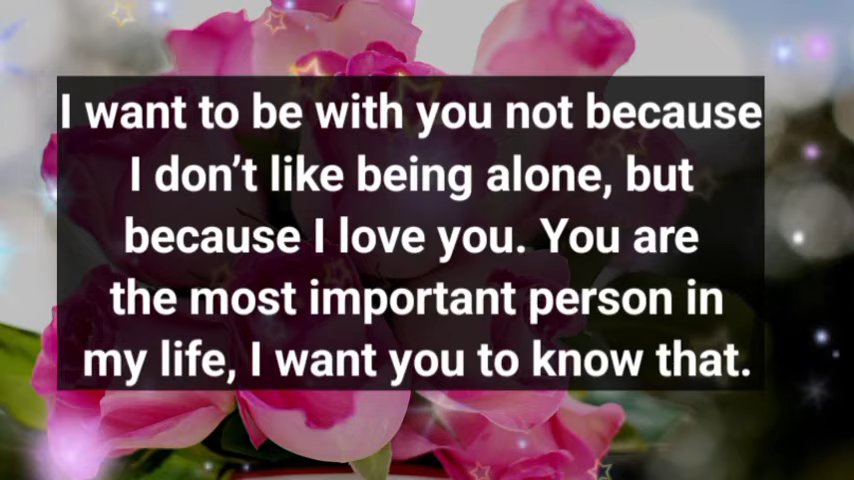 I want to be with you not because
I don’t like being alone, but
because I love you. You are
the most important person in
my life, I want you to know that.